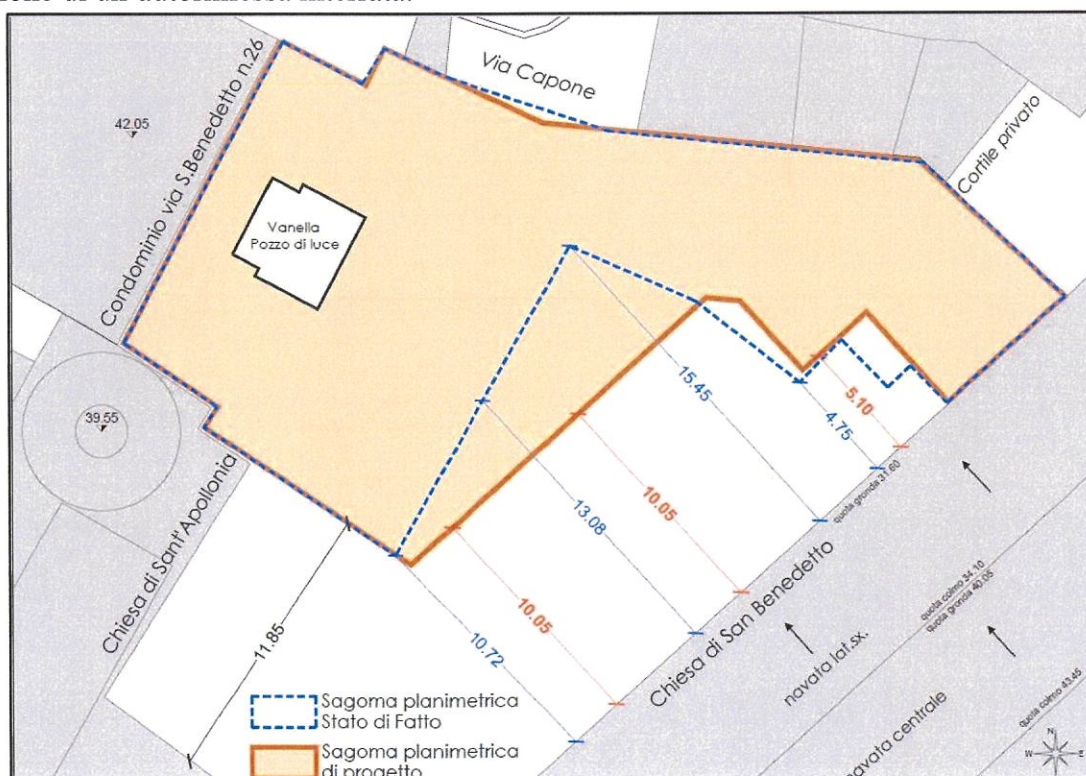 Via Capone
Condominio via S.Benedetto n.26
42.05
Cortile privato
Vanella
Pozzo di luce
39.55
Chiesa di Sant'Apollonia
11.85
10.72
10.05
13.08
10.05
15.45
4.75
5.10
quota gronda 31.60
Chiesa di San Benedetto
navata lat.sx.
quota colmo 34.10
quota gronda 40.05
navata centrale
quota colmo 43.45
N
W
E
Sagoma planimetrica
Stato di Fatto
Sagoma planimetrica
di progetto